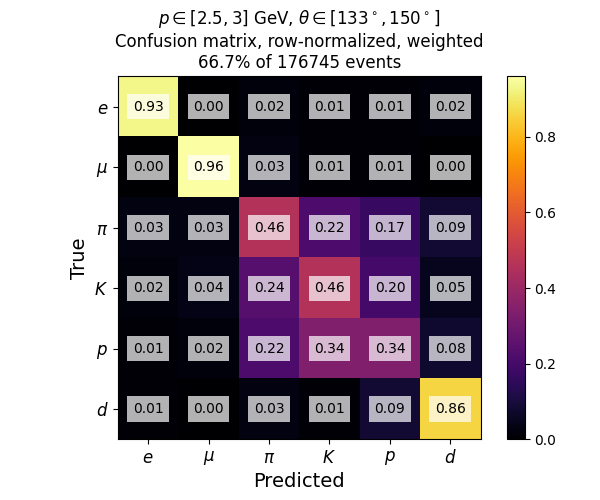 p ∈ [2.5, 3] GeV, θ ∈ [133°, 150°]
Confusion matrix, row-normalized, weighted
66.7% of 176745 events
e 0.93 0.00 0.02 0.01 0.01 0.02
μ 0.00 0.96 0.03 0.01 0.01 0.00
π 0.03 0.03 0.46 0.22 0.17 0.09
K 0.02 0.04 0.24 0.46 0.20 0.05
p 0.01 0.02 0.22 0.34 0.34 0.08
d 0.01 0.00 0.03 0.01 0.09 0.86
e μ π K p d
True
Predicted
0.8
0.6
0.4
0.2
0.0